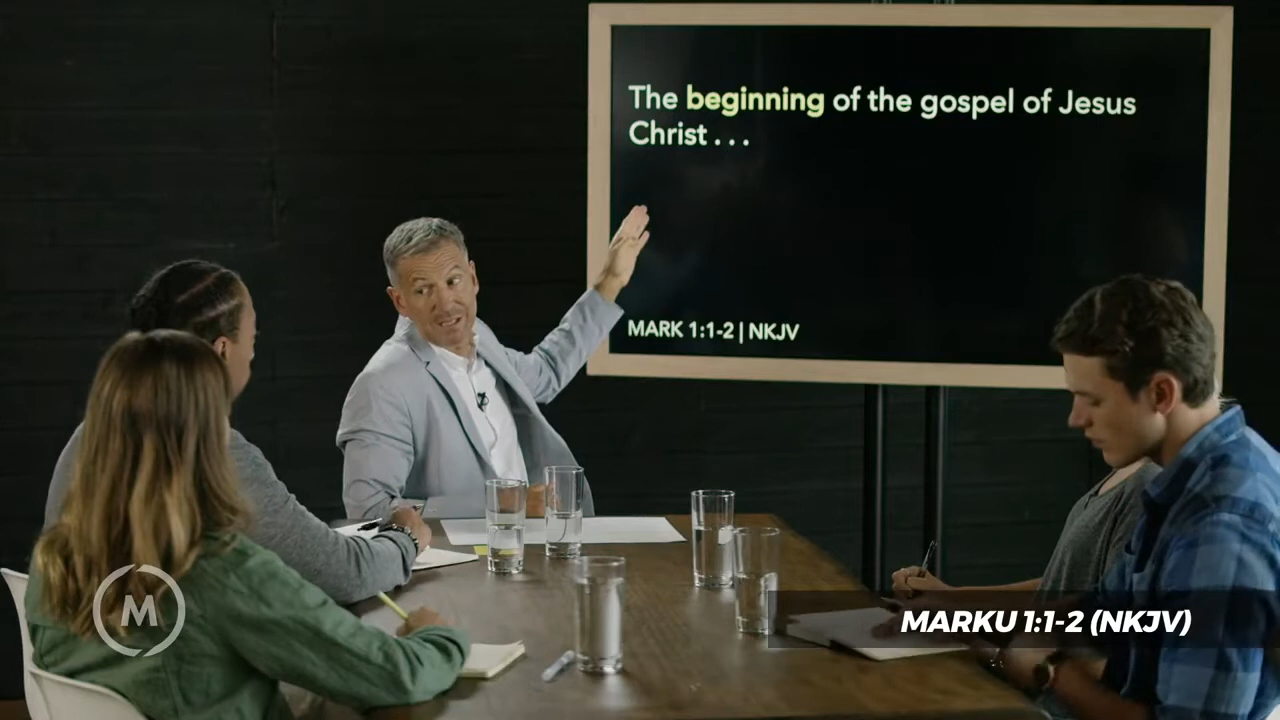 The beginning of the gospel of Jesus
Christ . . .
MARK 1:1-2 | NKJV
M
MARKU 1:1-2 (NKJV)